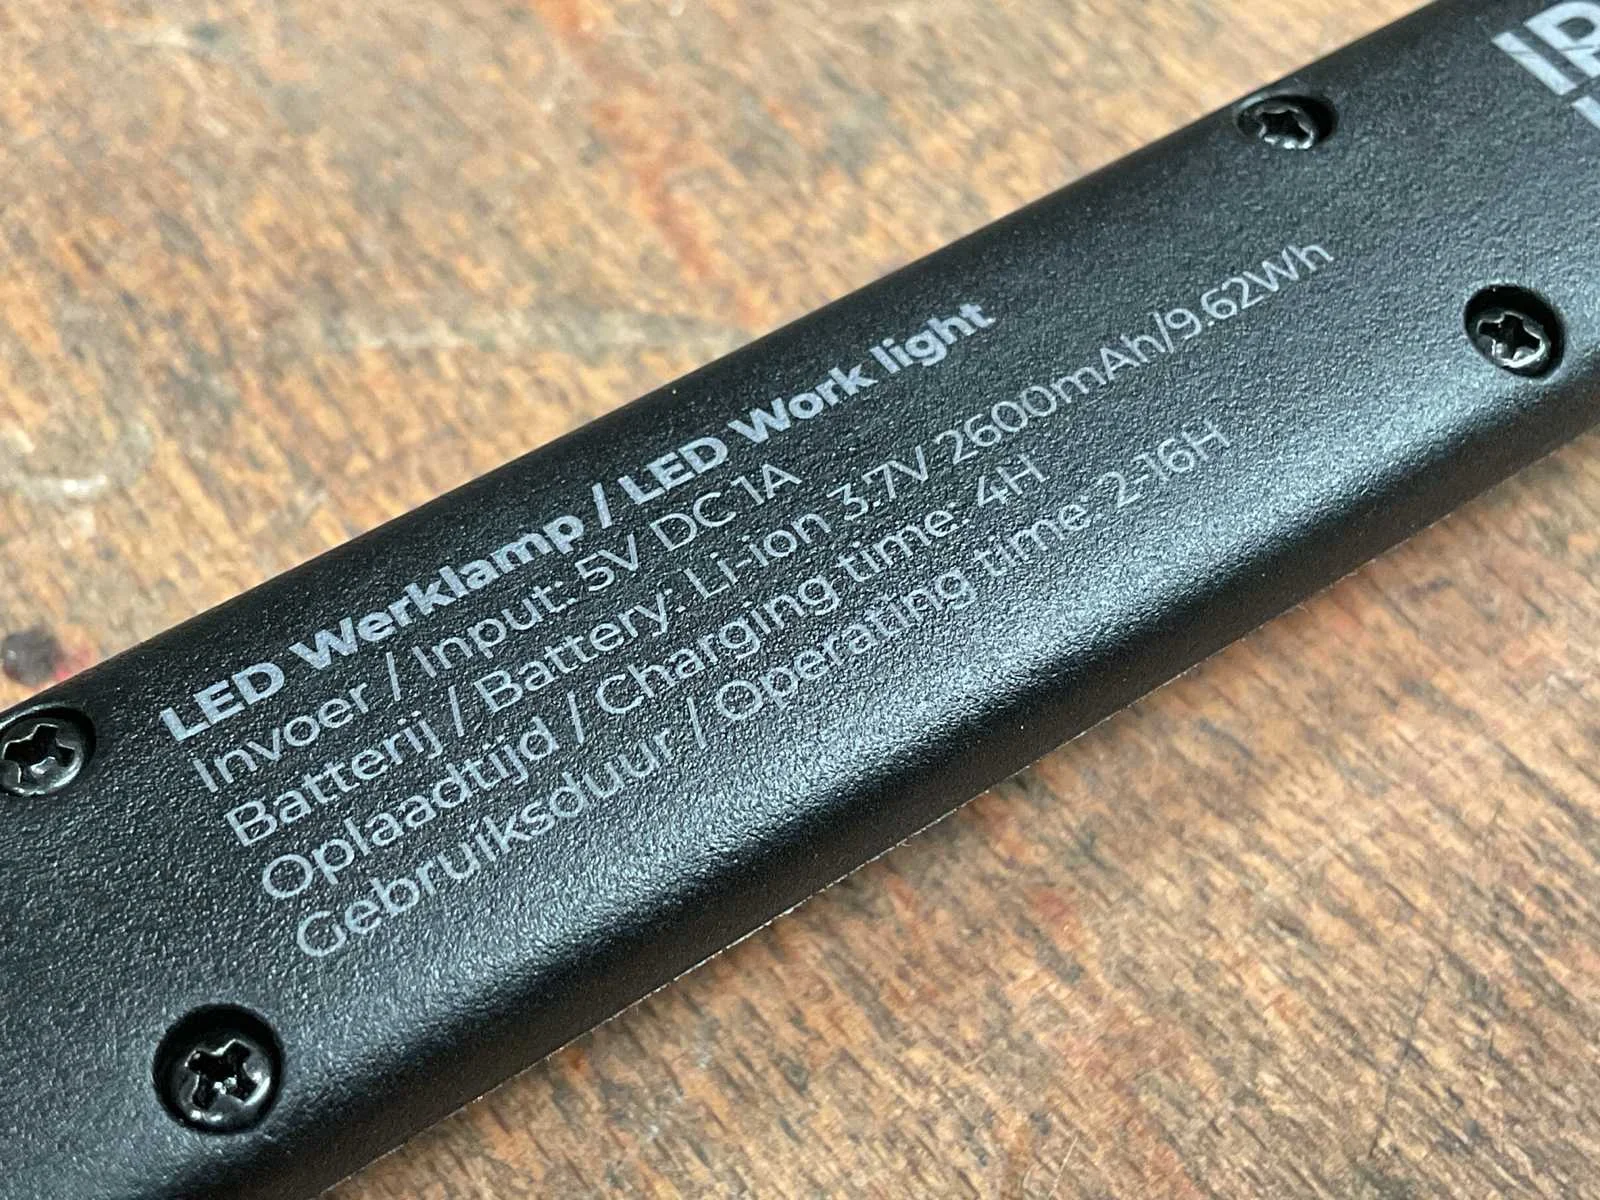 LED Werklamp / LED Work light
Invoer / Input: 5V DC 1A
Batterij / Battery: Li-ion 3.7V 2600mAh/9.62Wh
Oplaadtijd / Charging time: 4H
Gebruiksduur / Operating time: 2-16H